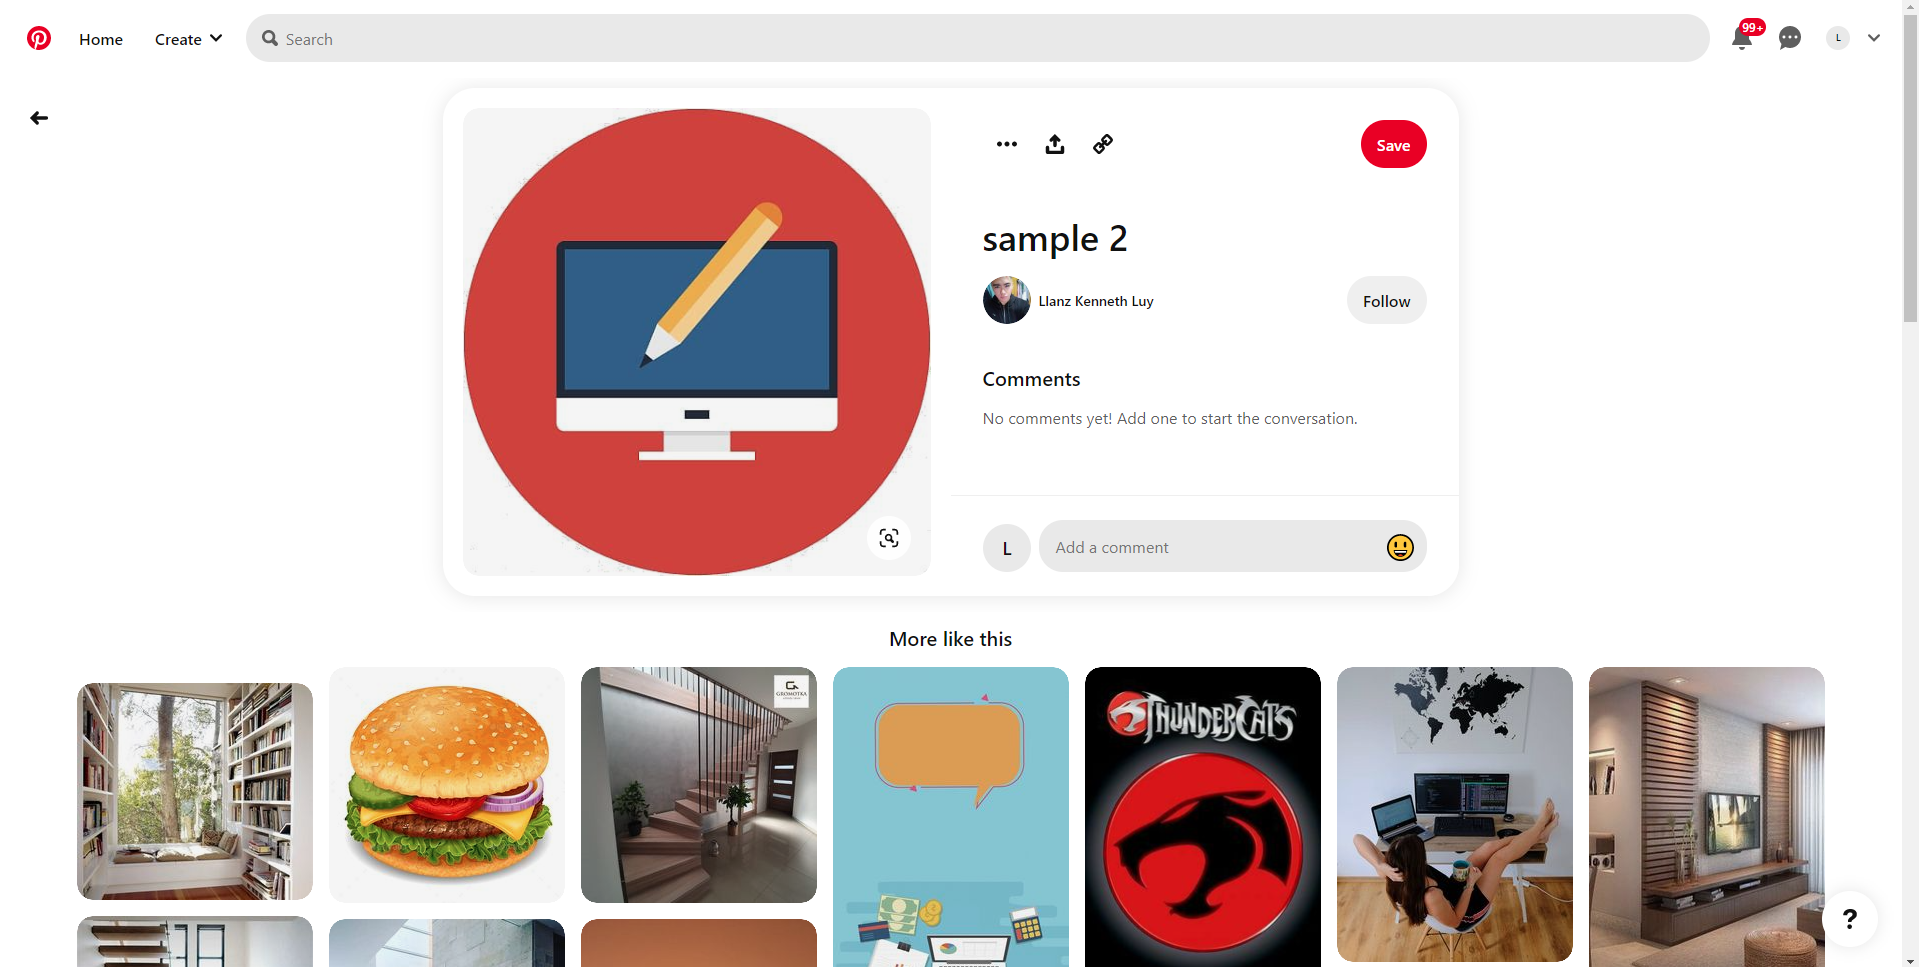 Home
Create
Search
99+
L
Save
sample 2
Llanz Kenneth Luy
Follow
Comments
No comments yet! Add one to start the conversation.
L
Add a comment
More like this
GROMOTKA
THUNDERCATS
?